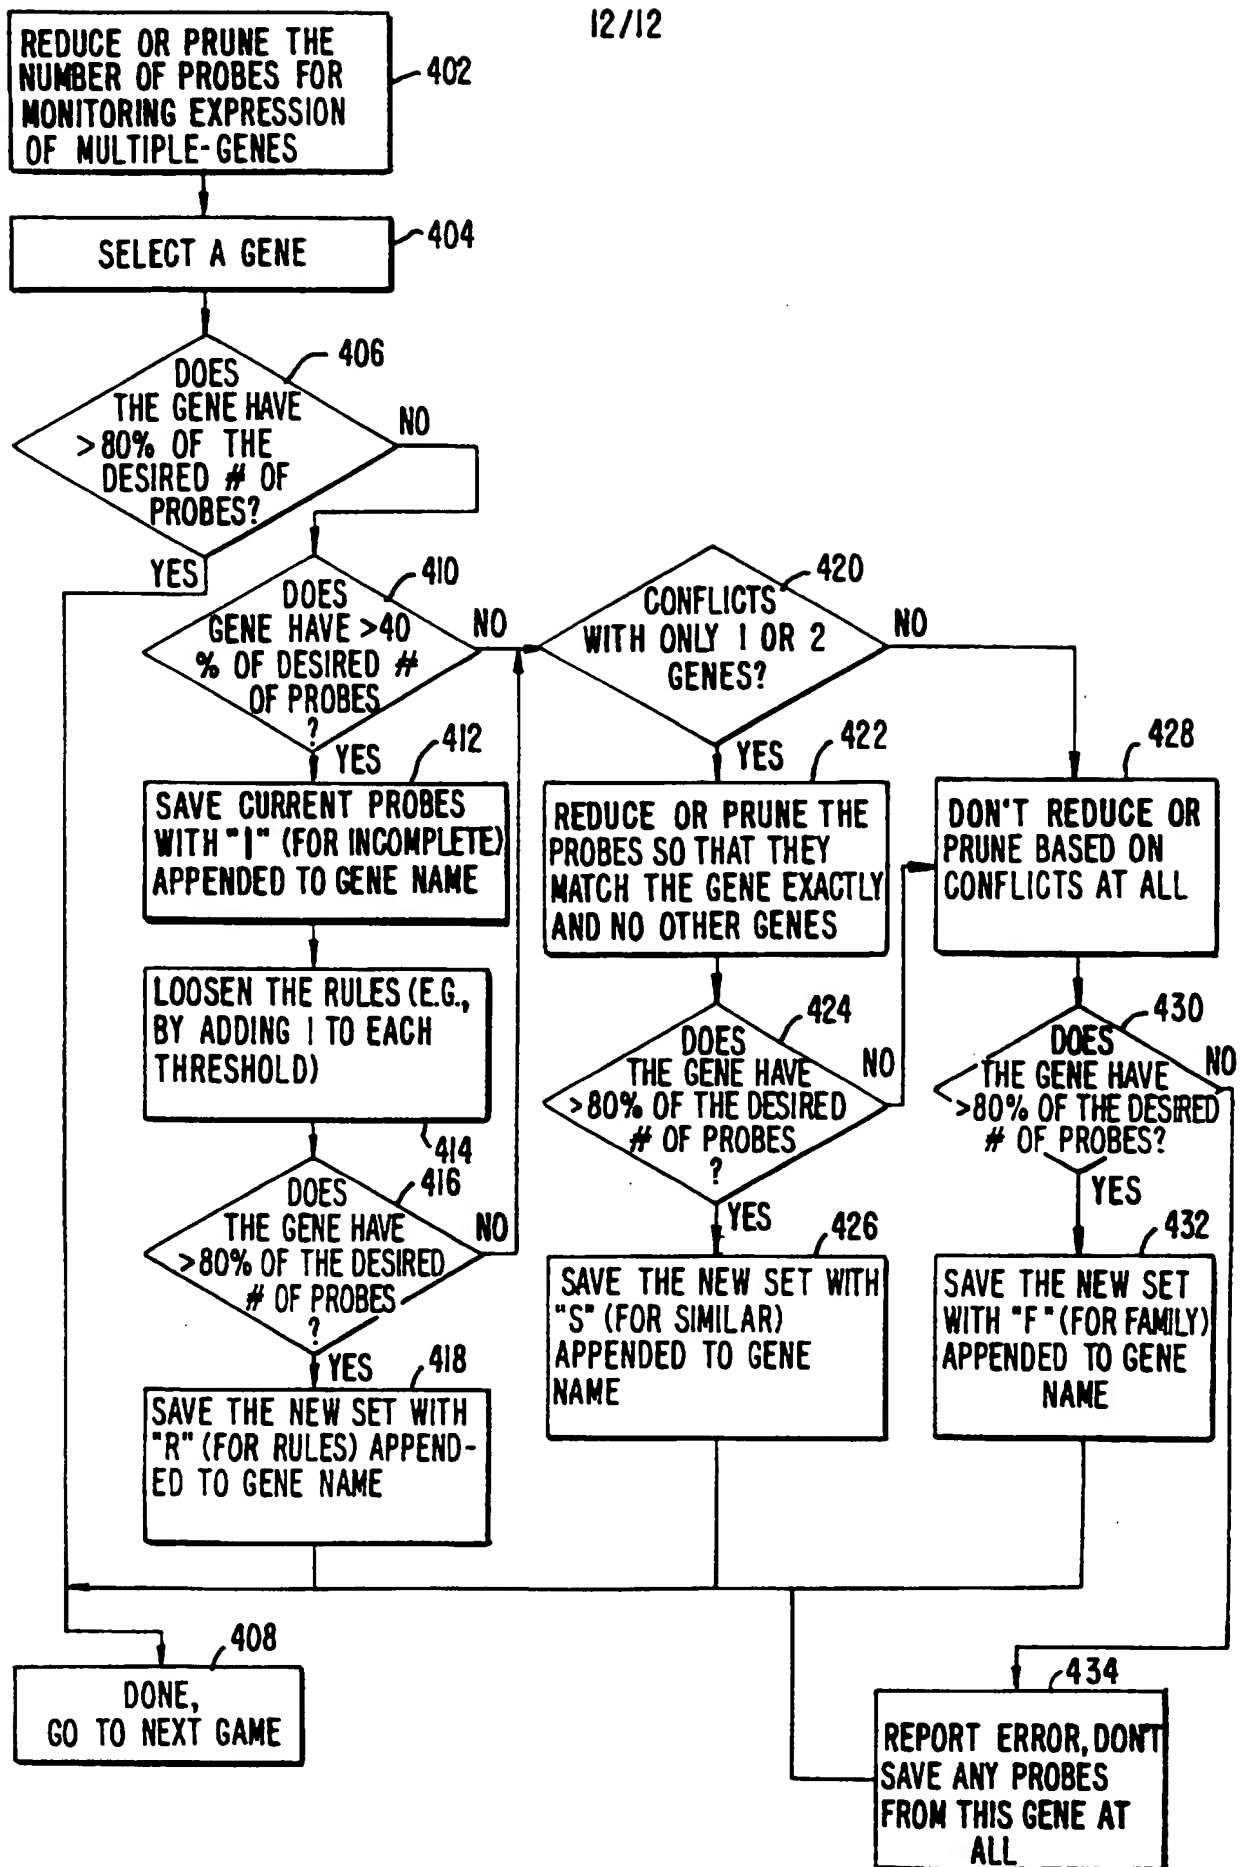 12/12
REDUCE OR PRUNE THE
NUMBER OF PROBES FOR
MONITORING EXPRESSION
OF MULTIPLE-GENES
402
SELECT A GENE
404
DOES
THE GENE HAVE
>80% OF THE
DESIRED # OF
PROBES?
406
NO
YES
DOES
GENE HAVE >40
% OF DESIRED #
OF PROBES
?
410
NO
YES
SAVE CURRENT PROBES
WITH "I" (FOR INCOMPLETE)
APPENDED TO GENE NAME
412
LOOSEN THE RULES (E.G.,
BY ADDING 1 TO EACH
THRESHOLD)
414
DOES
THE GENE HAVE
>80% OF THE DESIRED
# OF PROBES
?
416
NO
YES
SAVE THE NEW SET WITH
"R" (FOR RULES) APPEND-
ED TO GENE NAME
418
CONFLICTS
WITH ONLY 1 OR 2
GENES?
420
NO
YES
REDUCE OR PRUNE THE
PROBES SO THAT THEY
MATCH THE GENE EXACTLY
AND NO OTHER GENES
422
DOES
THE GENE HAVE
>80% OF THE DESIRED
# OF PROBES
?
424
NO
YES
SAVE THE NEW SET WITH
"S" (FOR SIMILAR)
APPENDED TO GENE
NAME
426
DON'T REDUCE OR
PRUNE BASED ON
CONFLICTS AT ALL
428
DOES
THE GENE HAVE
>80% OF THE DESIRED
# OF PROBES?
430
NO
YES
SAVE THE NEW SET
WITH "F" (FOR FAMILY)
APPENDED TO GENE
NAME
432
DONE,
GO TO NEXT GAME
408
REPORT ERROR, DON'T
SAVE ANY PROBES
FROM THIS GENE AT
ALL
434